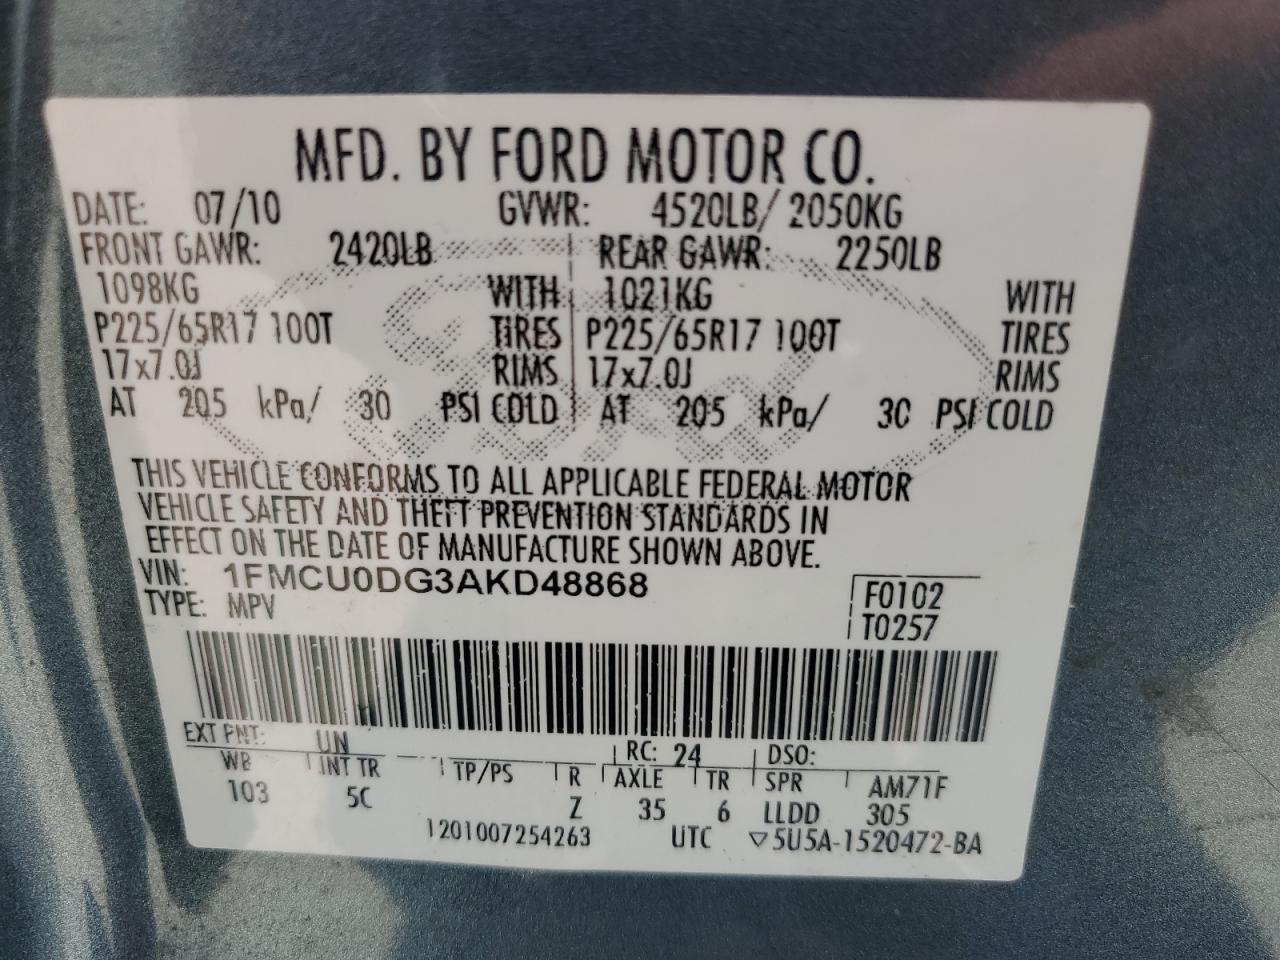 MFD. BY FORD MOTOR CO.
DATE: 07/10 GVWR: 4520LB/ 2050KG
FRONT GAWR: 2420LB REAR GAWR: 2250LB
1098KG WITH 1021KG WITH
P225/65R17 100T TIRES P225/65R17 100T TIRES
17x7.0J RIMS 17x7.0J RIMS
AT 205 kPa/ 30 PSI COLD AT 205 kPa/ 30 PSI COLD
THIS VEHICLE CONFORMS TO ALL APPLICABLE FEDERAL MOTOR
VEHICLE SAFETY AND THEFT PREVENTION STANDARDS IN
EFFECT ON THE DATE OF MANUFACTURE SHOWN ABOVE.
VIN: 1FMCU0DG3AKD48868
TYPE: MPV
F0102
T0257
EXT PNT: UN RC: 24 DSO:
WB INT TR TP/PS R AXLE TR SPR AM71F
103 5C Z 35 6 LLDD 305
1201007254263 UTC ▽5U5A-1520472-BA